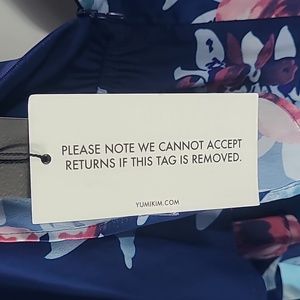 PLEASE NOTE WE CANNOT ACCEPT
RETURNS IF THIS TAG IS REMOVED.
YUMIKIM.COM